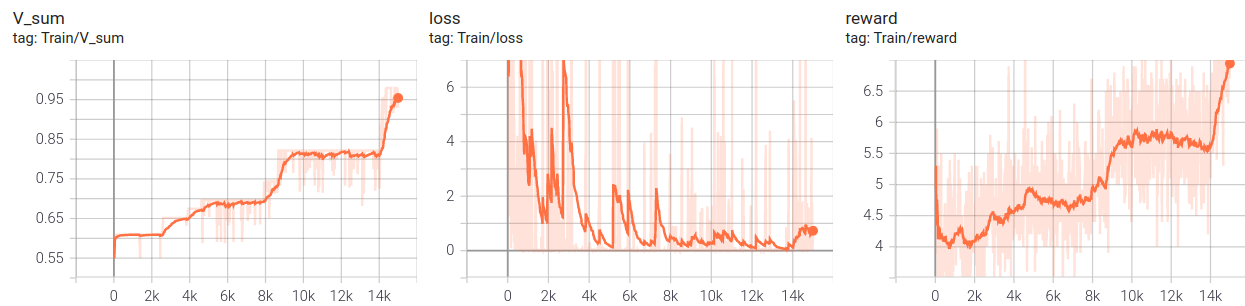 V_sum
tag: Train/V_sum
0.95
0.85
0.75
0.65
0.55
0 2k 4k 6k 8k 10k 12k 14k
loss
tag: Train/loss
6
4
2
0
0 2k 4k 6k 8k 10k 12k 14k
reward
tag: Train/reward
6.5
6
5.5
5
4.5
4
0 2k 4k 6k 8k 10k 12k 14k